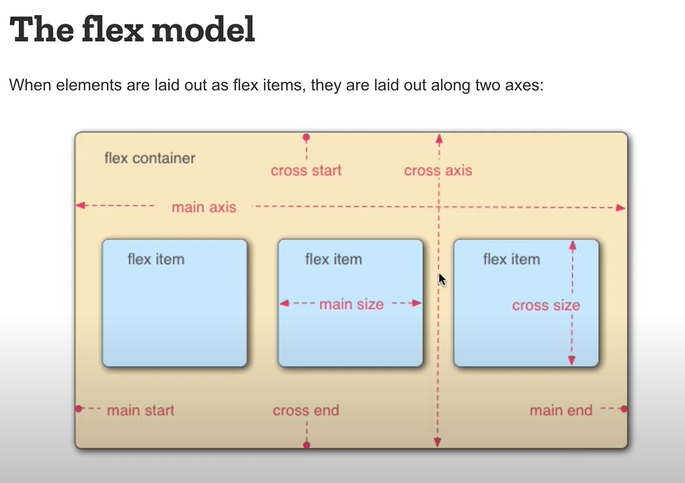 The flex model
When elements are laid out as flex items, they are laid out along two axes:
flex container
cross start
cross axis
main axis
flex item
flex item
flex item
main size
cross size
main start
cross end
main end